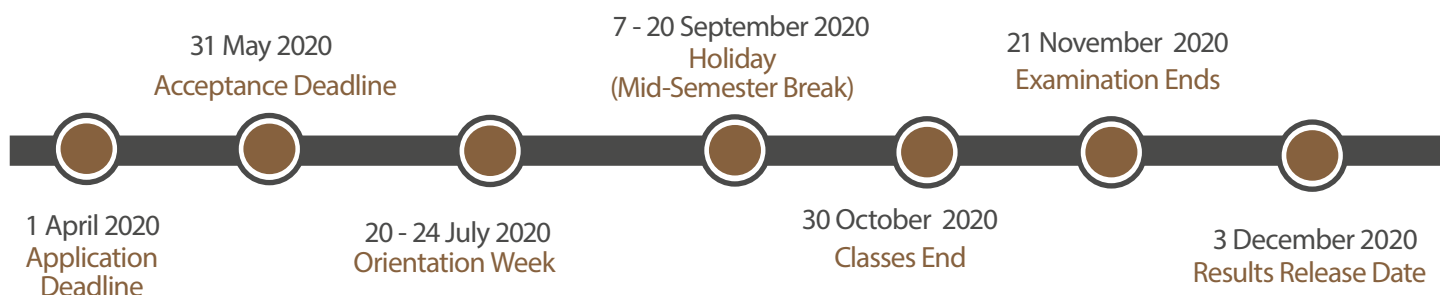 1 April 2020
Application
Deadline
31 May 2020
Acceptance Deadline
20 - 24 July 2020
Orientation Week
7 - 20 September 2020
Holiday
(Mid-Semester Break)
30 October 2020
Classes End
21 November 2020
Examination Ends
3 December 2020
Results Release Date